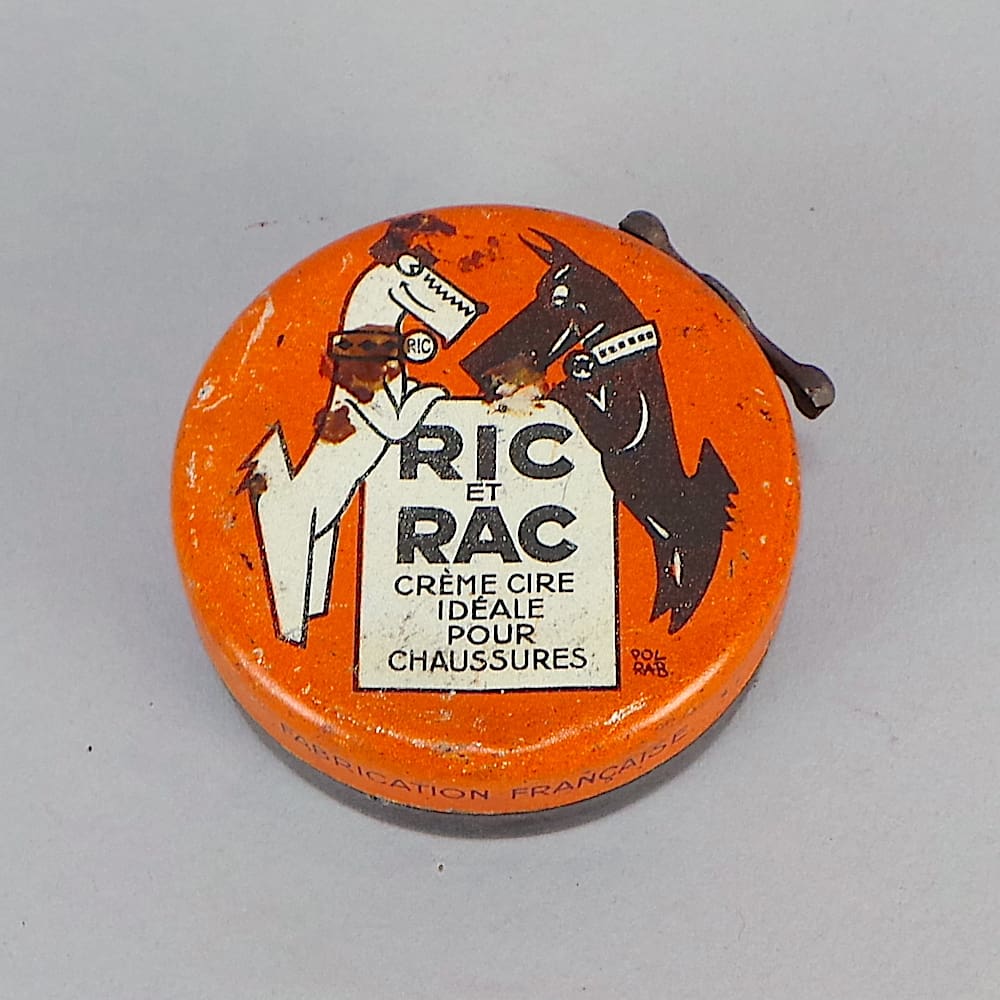 RIC
RIC
ET
RAC
CRÈME CIRE
IDÉALE
POUR
CHAUSSURES
POL
RAB.
FABRICATION FRANÇAISE